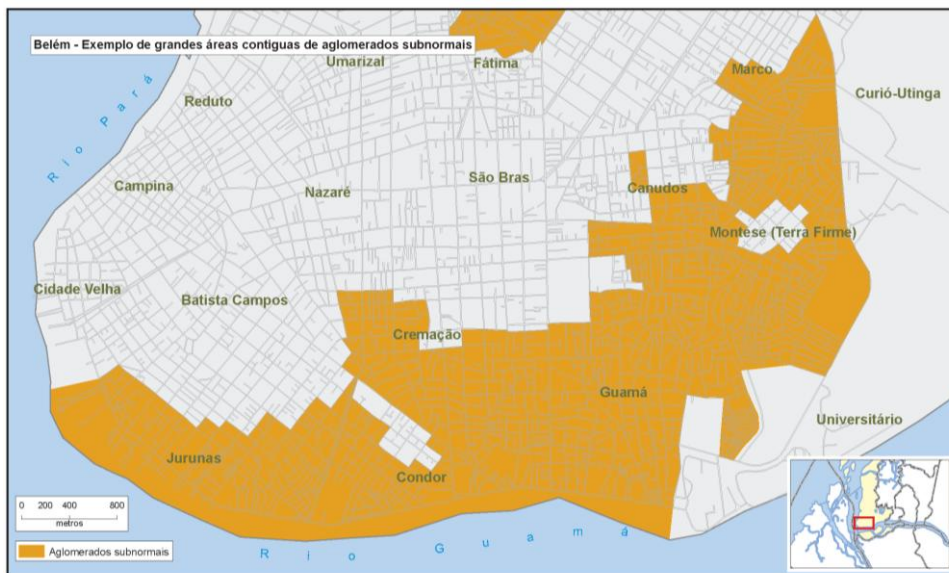 Belém - Exemplo de grandes áreas contiguas de aglomerados subnormais
Umarizal
Fátima
Marco
Curió-Utinga
Reduto
Rio Pará
Campina
Nazaré
São Bras
Canudos
Montese (Terra Firme)
Cidade Velha
Batista Campos
Cremação
Guamá
Universitário
Jurunas
Condor
0 200 400 800
metros
Aglomerados subnormais
Rio Guamá